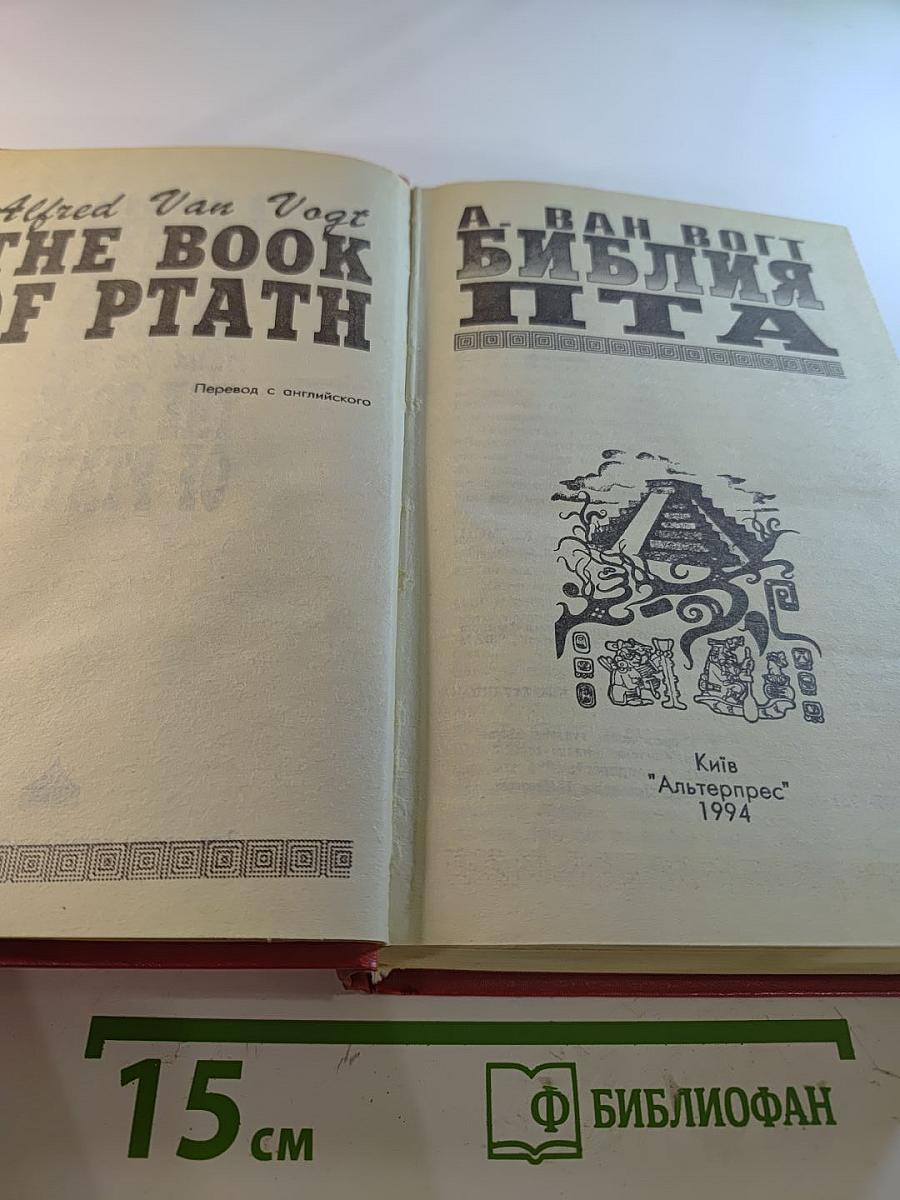 Alfred Van Vogt
THE BOOK
OF PTATH
Перевод с английского
А. ВАН ВОГТ
БИБЛИЯ
ПТА
Київ
"Альтерпрес"
1994
15 см
Ф БИБЛИОФАН